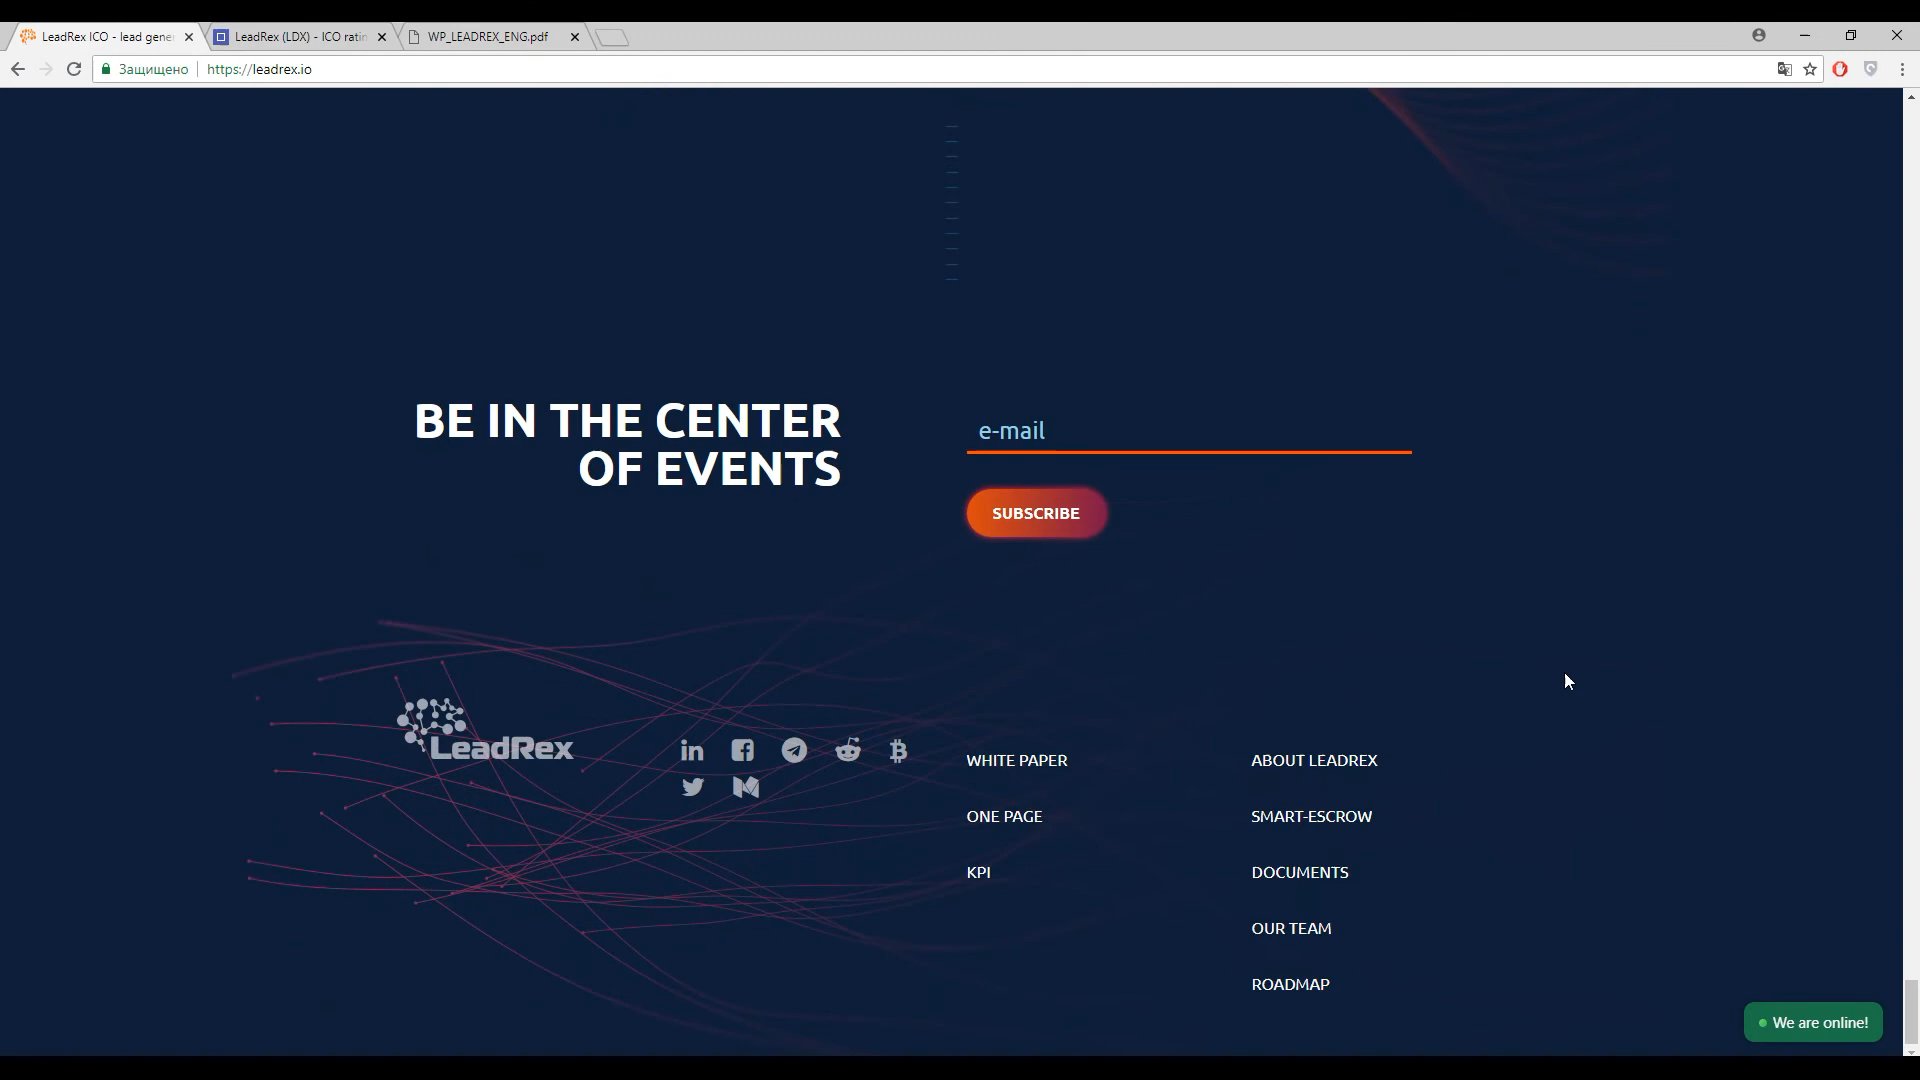 LeadRex ICO - lead gene
LeadRex (LDX) - ICO ratin
WP_LEADREX_ENG.pdf
Защищено
https://leadrex.io
BE IN THE CENTER
OF EVENTS
e-mail
SUBSCRIBE
LeadRex
WHITE PAPER
ABOUT LEADREX
ONE PAGE
SMART-ESCROW
KPI
DOCUMENTS
OUR TEAM
ROADMAP
We are online!